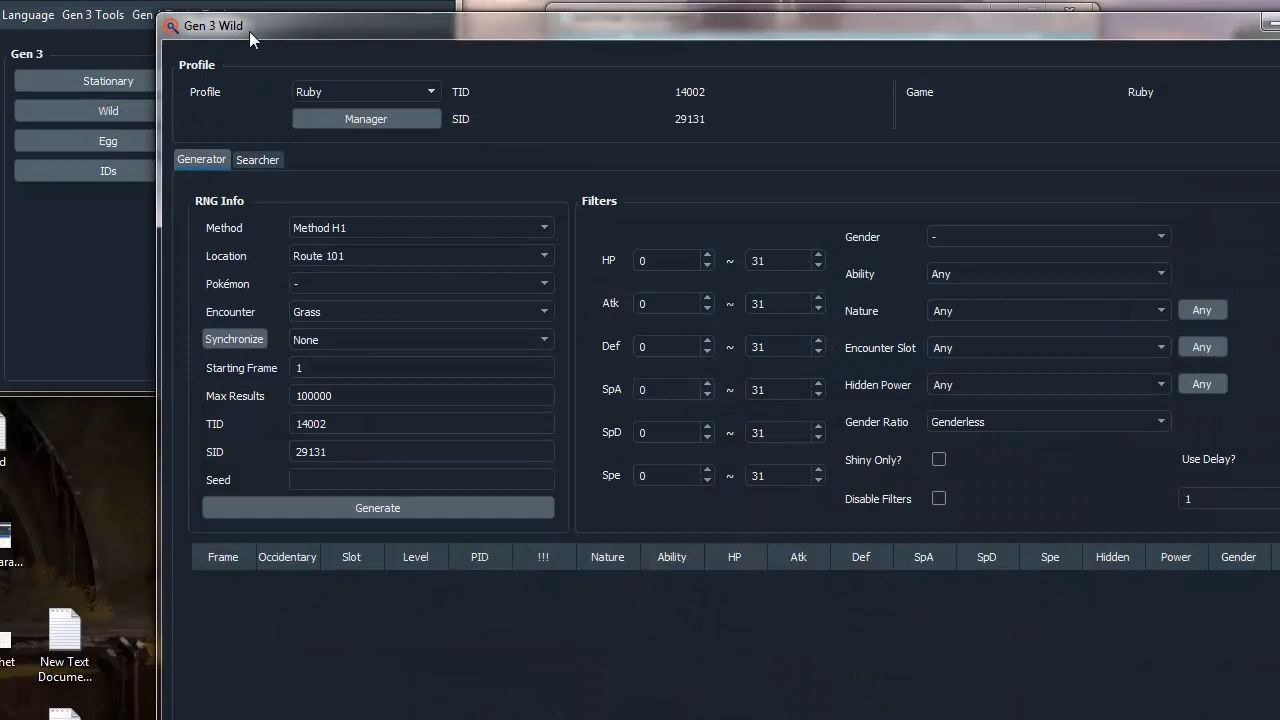 Language Gen 3 Tools
Gen 3
Stationary
Wild
Egg
IDs
Gen 3 Wild
Profile
Profile Ruby TID 14002 Game Ruby
Manager SID 29131
Generator Searcher
RNG Info
Method Method H1
Location Route 101
Pokémon -
Encounter Grass
Synchronize None
Starting Frame 1
Max Results 100000
TID 14002
SID 29131
Seed
Generate
Filters
HP 0 ~ 31
Atk 0 ~ 31
Def 0 ~ 31
SpA 0 ~ 31
SpD 0 ~ 31
Spe 0 ~ 31
Gender -
Ability Any
Nature Any Any
Encounter Slot Any Any
Hidden Power Any Any
Gender Ratio Genderless
Shiny Only? Use Delay?
Disable Filters 1
Frame Occidentary Slot Level PID !!! Nature Ability HP Atk Def SpA SpD Spe Hidden Power Gender
New Text
Docume...